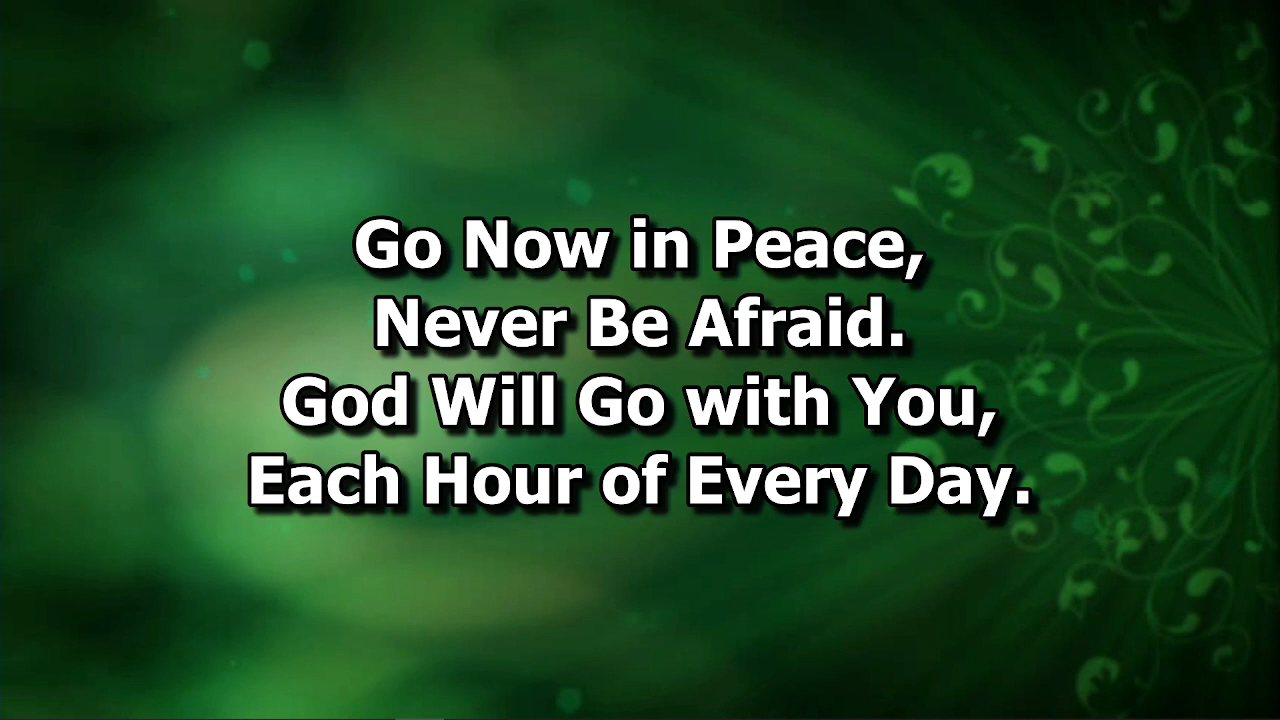 Go Now in Peace,
Never Be Afraid.
God Will Go with You,
Each Hour of Every Day.